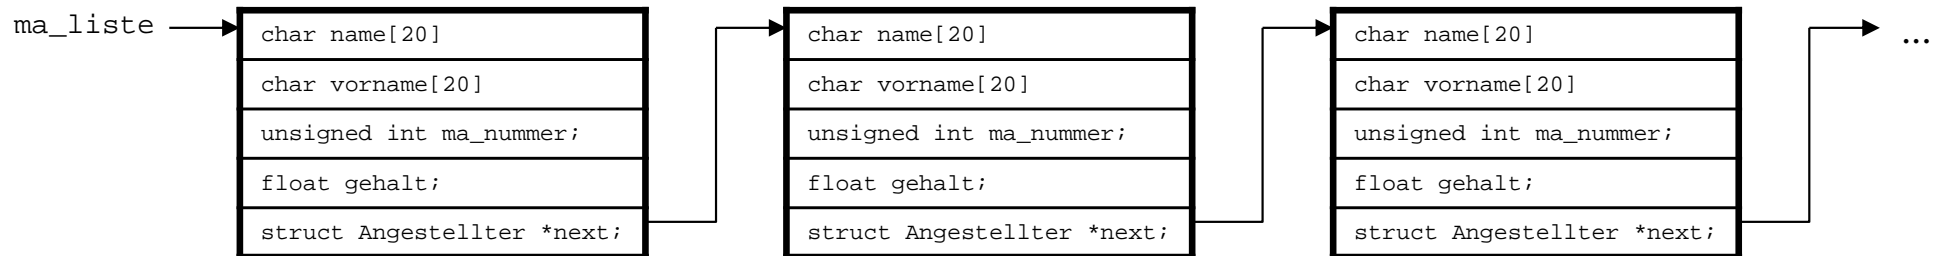 ma_liste
char name[20]
char vorname[20]
unsigned int ma_nummer;
float gehalt;
struct Angestellter *next;
char name[20]
char vorname[20]
unsigned int ma_nummer;
float gehalt;
struct Angestellter *next;
char name[20]
char vorname[20]
unsigned int ma_nummer;
float gehalt;
struct Angestellter *next;
...